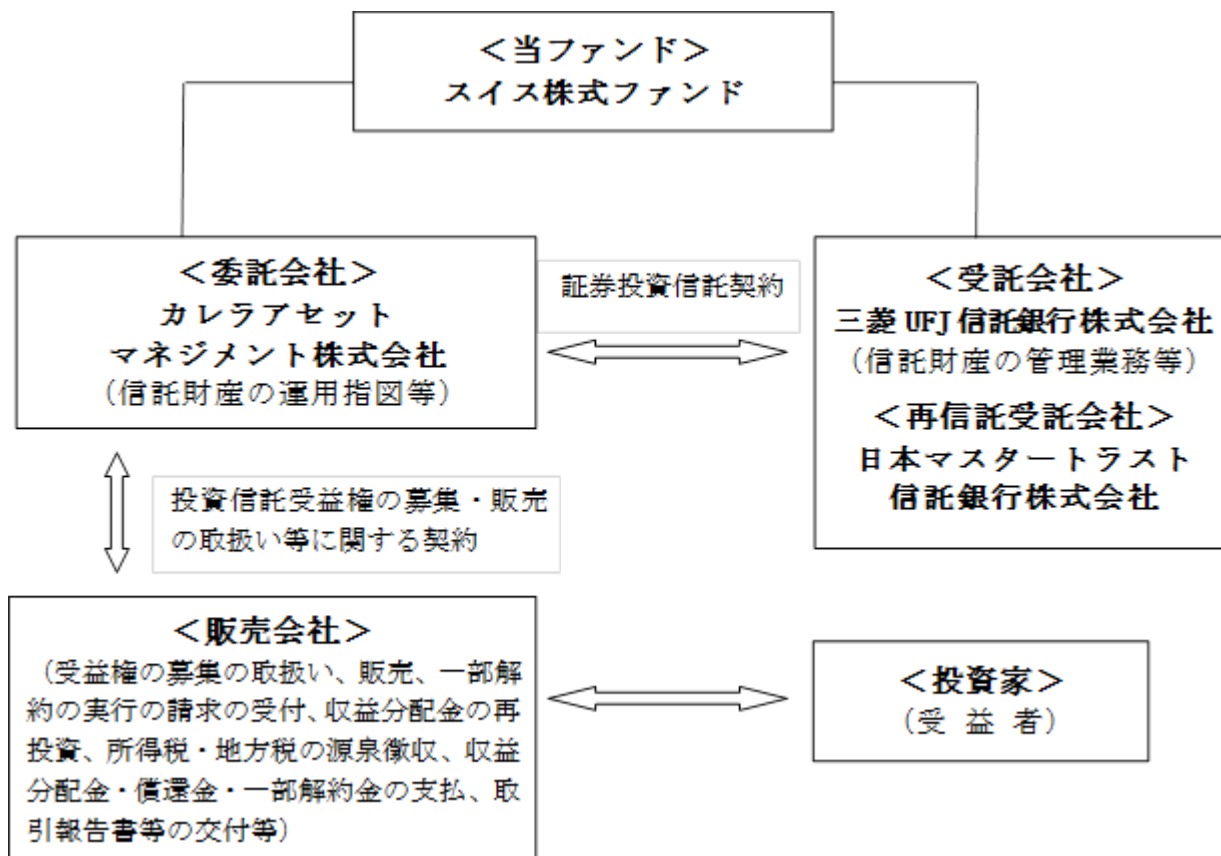 ＜当ファンド＞
スイス株式ファンド
＜委託会社＞
カレラアセット
マネジメント株式会社
（信託財産の運用指図等）
証券投資信託契約
＜受託会社＞
三菱UFJ信託銀行株式会社
（信託財産の管理業務等）
＜再信託受託会社＞
日本マスタートラスト
信託銀行株式会社
投資信託受益権の募集・販売
の取扱い等に関する契約
＜販売会社＞
（受益権の募集の取扱い、販売、一部解
約の実行の請求の受付、収益分配金の再
投資、所得税・地方税の源泉徴収、収益
分配金・償還金・一部解約金の支払、取
引報告書等の交付等）
＜投資家＞
（受 益 者）